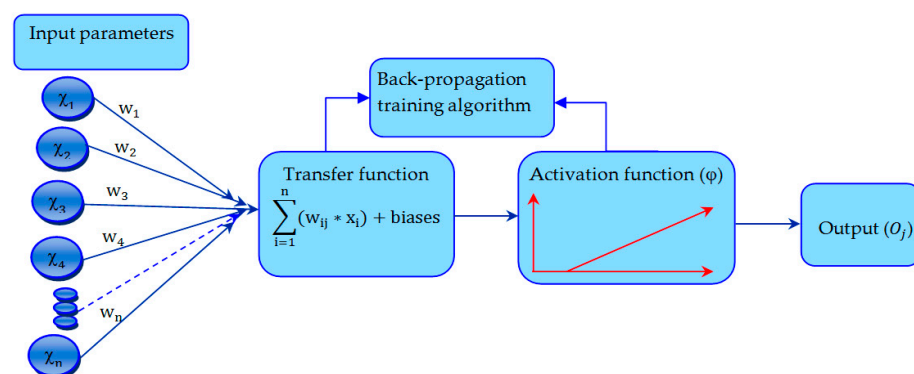 Input parameters
χ1
w1
χ2
w2
χ3
w3
χ4
w4
χn
wn
Back-propagation
training algorithm
Transfer function
n
∑(wij * xi) + biases
i=1
Activation function (φ)
Output (Oj)